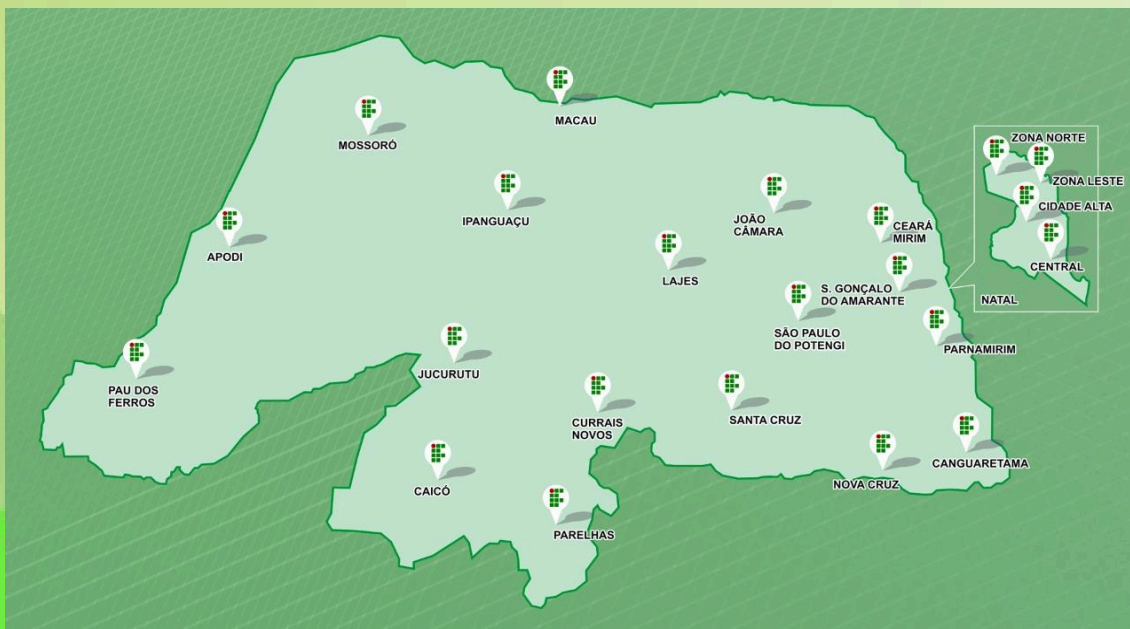 MACAU
MOSSORÓ
ZONA NORTE
ZONA LESTE
CIDADE ALTA
CENTRAL
NATAL
IPANGUAÇU
JOÃO
CÂMARA
CEARÁ
MIRIM
APODI
LAJES
S. GONÇALO
DO AMARANTE
SÃO PAULO
DO POTENGI
PARNAMIRIM
JUCURUTU
PAU DOS
FERROS
CURRAIS
NOVOS
SANTA CRUZ
CANGUARETAMA
NOVA CRUZ
CAICÓ
PARELHAS